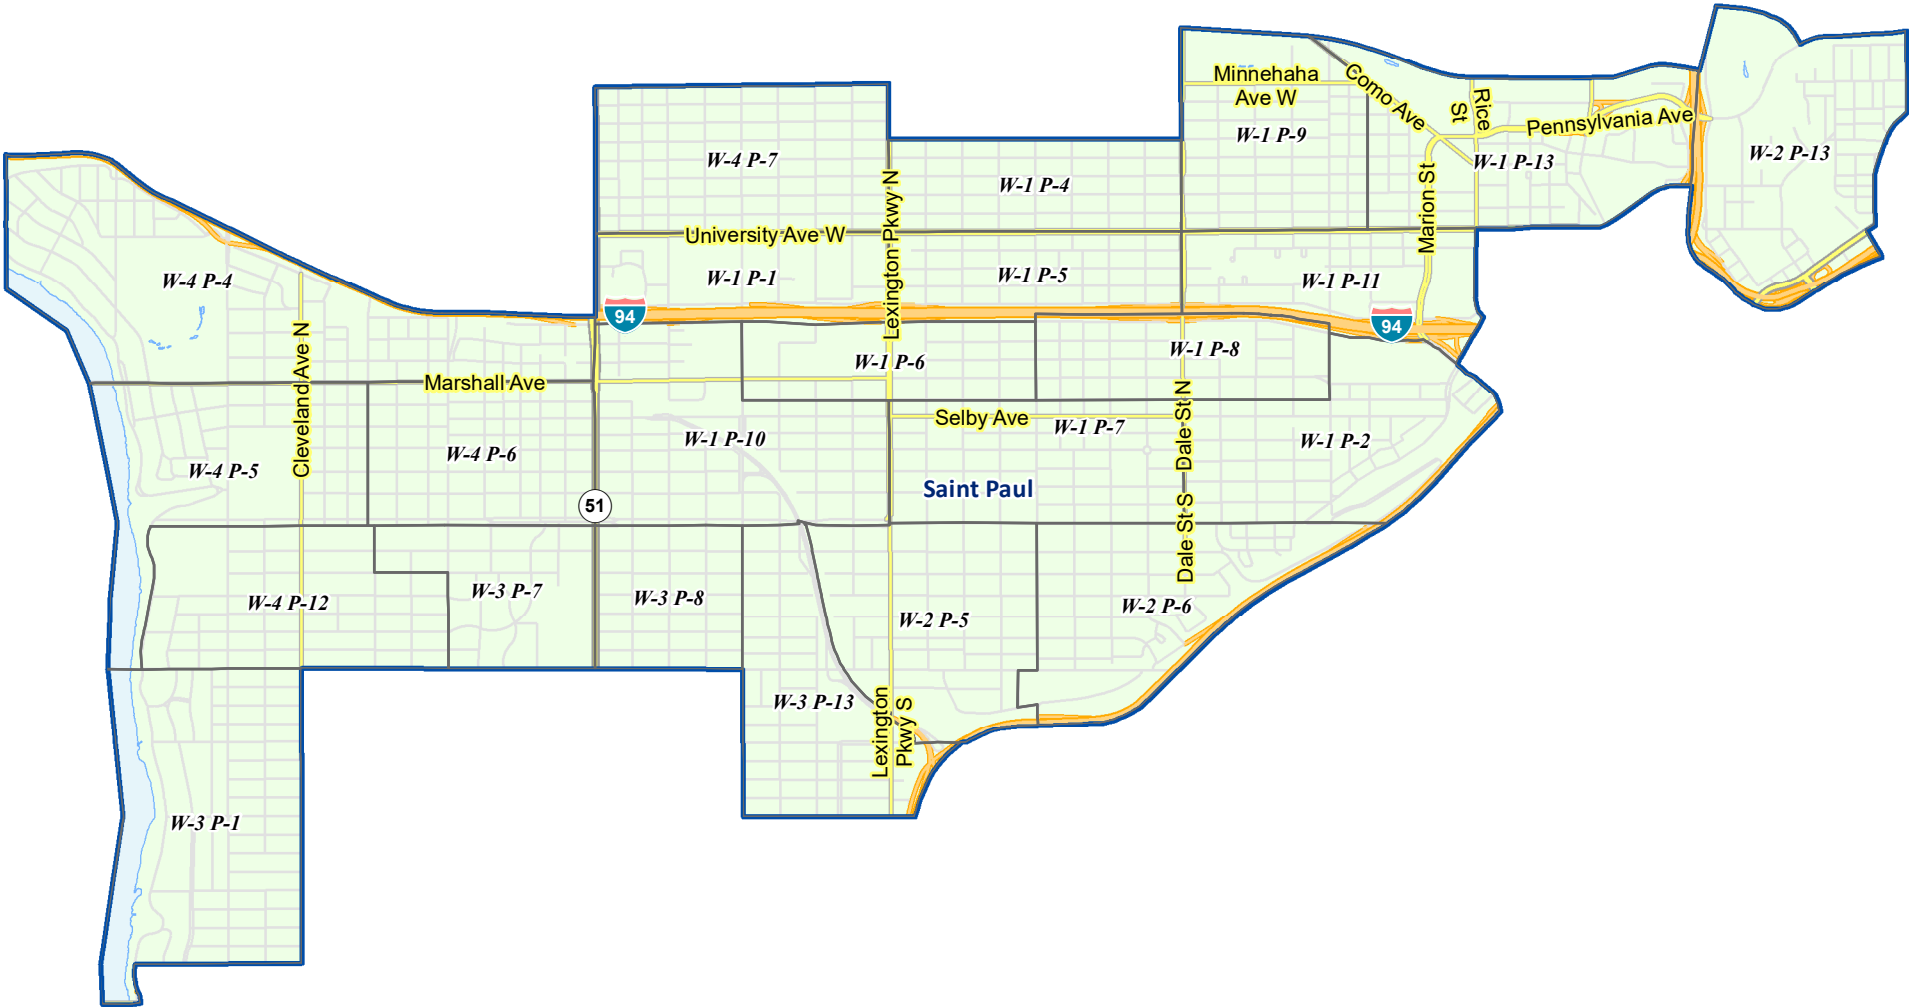 Minnehaha
Ave W
Como Ave
Rice
St
Pennsylvania Ave
W-1 P-9
W-4 P-7
W-1 P-13
W-2 P-13
W-1 P-4
Lexington Pkwy N
Marion St
University Ave W
W-4 P-4
W-1 P-1
W-1 P-5
W-1 P-11
94
94
Cleveland Ave N
W-1 P-6
W-1 P-8
Marshall Ave
Selby Ave
Dale St N
W-1 P-7
W-1 P-10
W-1 P-2
W-4 P-6
W-4 P-5
Saint Paul
51
Dale St S
W-4 P-12
W-3 P-7
W-3 P-8
W-2 P-5
W-2 P-6
W-3 P-13
Lexington
Pkwy S
W-3 P-1